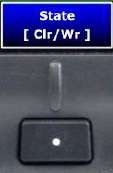 State
[ Clr/Wr ]